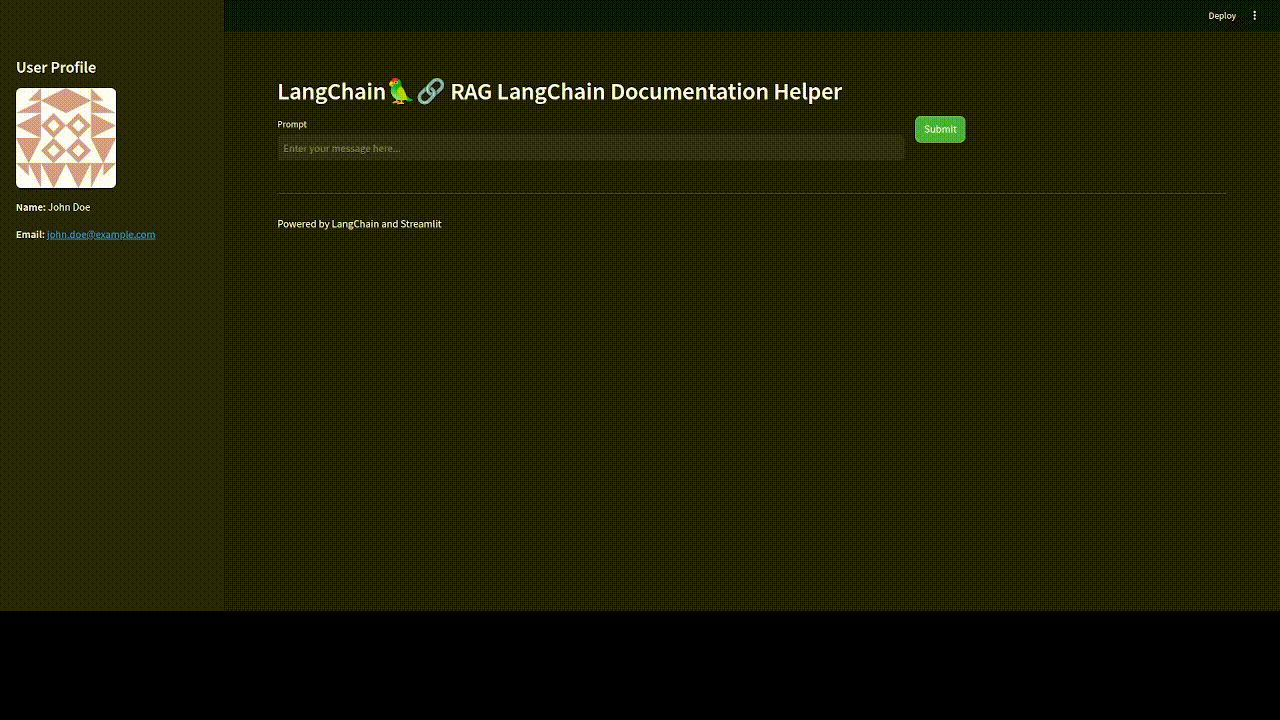 Deploy
User Profile
Name: John Doe
Email: john.doe@example.com
LangChain🦜🔗 RAG LangChain Documentation Helper
Prompt
Enter your message here...
Submit
Powered by LangChain and Streamlit